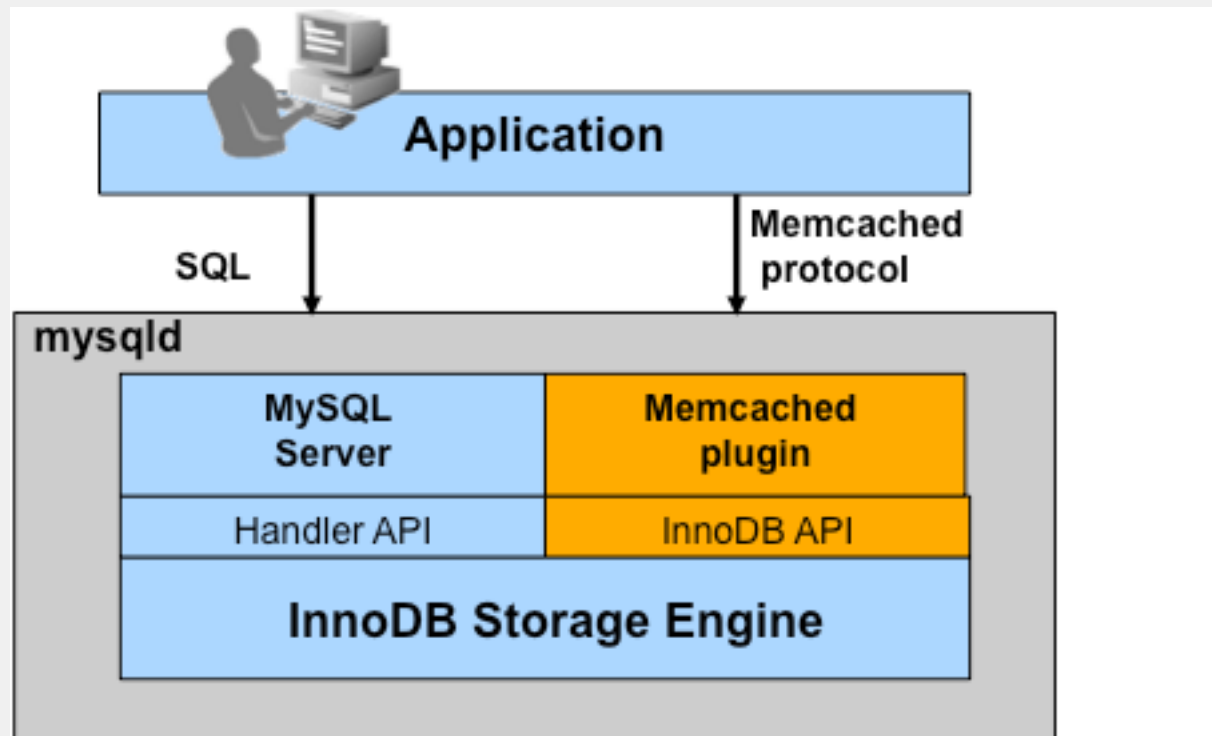 Application
SQL
Memcached
protocol
mysqld
MySQL
Server
Memcached
plugin
Handler API
InnoDB API
InnoDB Storage Engine